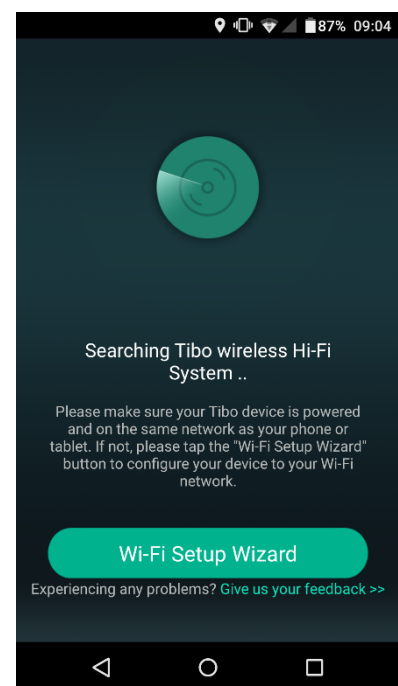 87% 09:04
Searching Tibo wireless Hi-Fi
System ..
Please make sure your Tibo device is powered
and on the same network as your phone or
tablet. If not, please tap the "Wi-Fi Setup Wizard"
button to configure your device to your Wi-Fi
network.
Wi-Fi Setup Wizard
Experiencing any problems? Give us your feedback >>